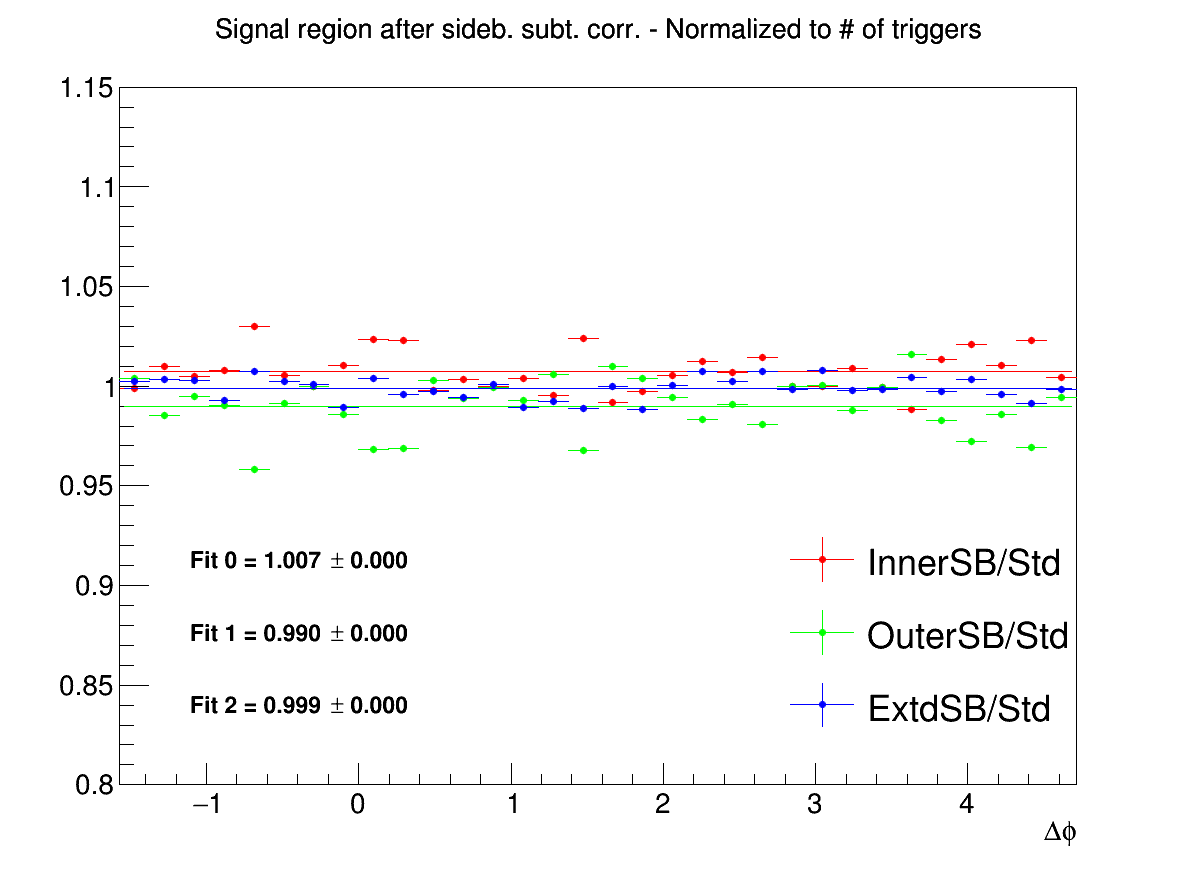 Signal region after sideb. subt. corr. - Normalized to # of triggers
1.15
1.1
1.05
1
0.95
0.9
0.85
0.8
Fit 0 = 1.007 ± 0.000
Fit 1 = 0.990 ± 0.000
Fit 2 = 0.999 ± 0.000
InnerSB/Std
OuterSB/Std
ExtdSB/Std
−1 0 1 2 3 4
Δϕ